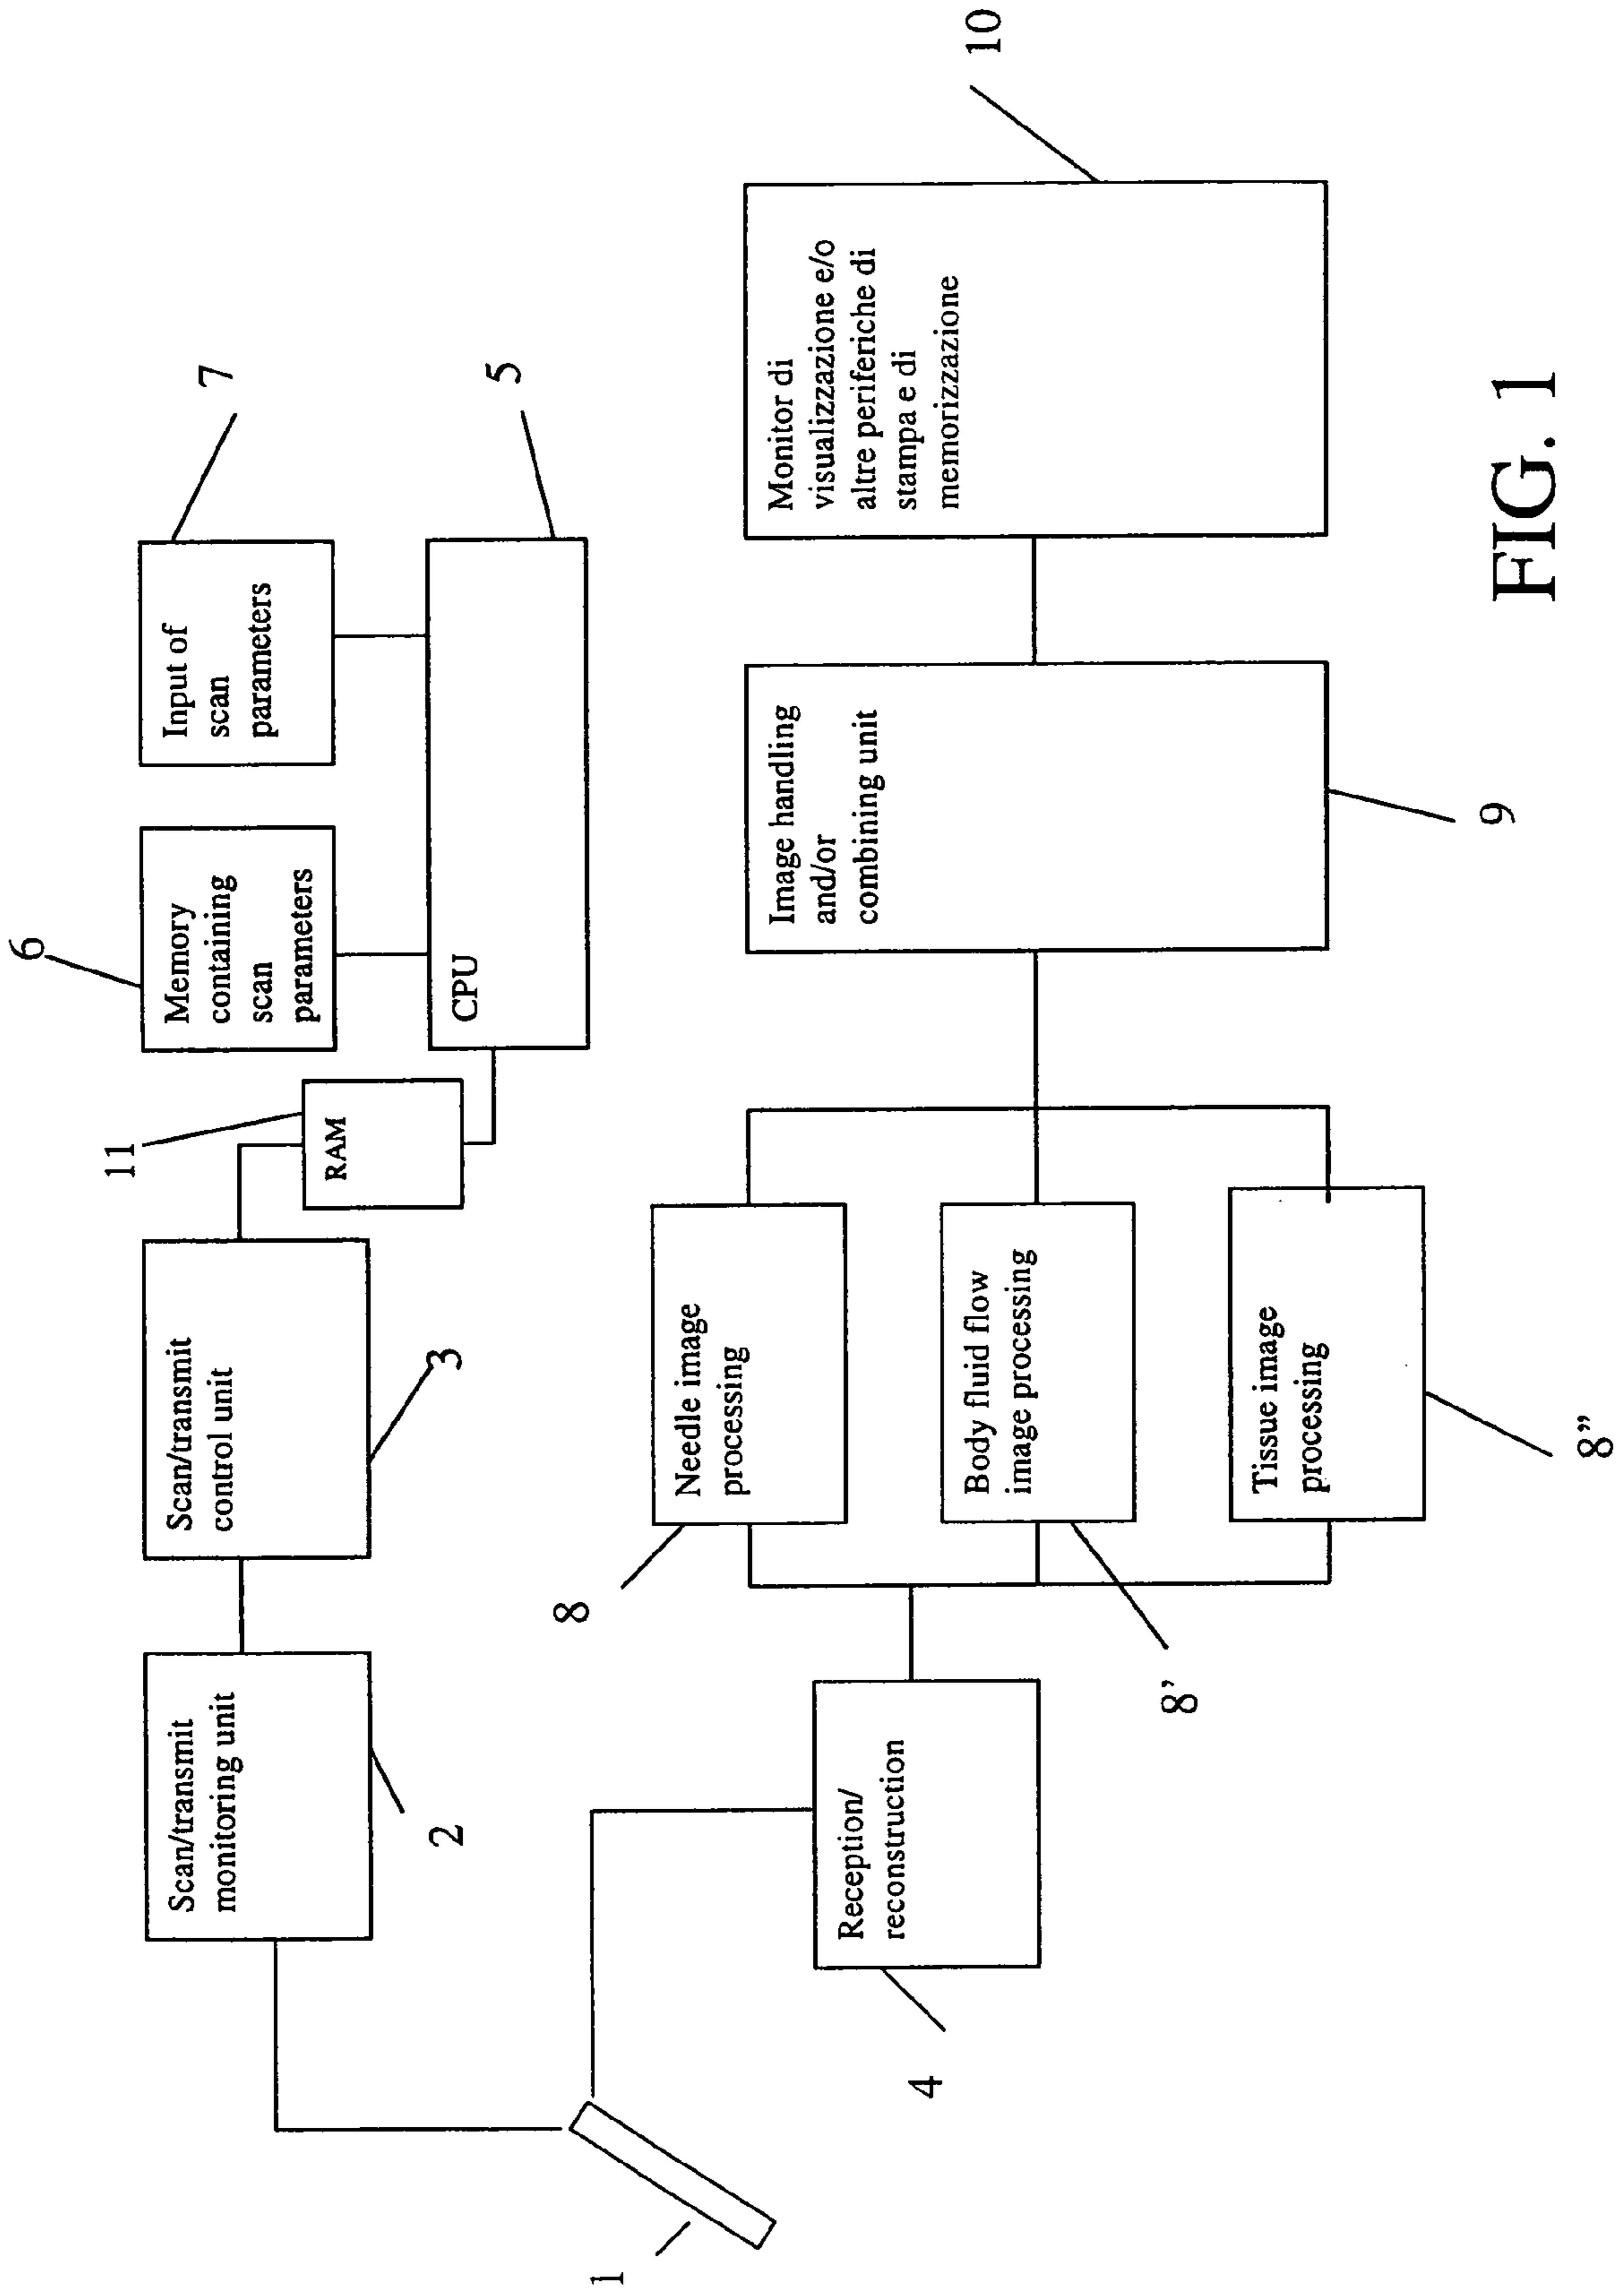 6
7
Memory
containing
scan
parameters
Input of
scan
parameters
11
RAM
CPU
5
Scan/transmit
monitoring unit
2
Scan/transmit
control unit
3
1
4
Reception/
reconstruction
8
Needle image
processing
8'
Body fluid flow
image processing
8”
Tissue image
processing
Image handling
and/or
combining unit
9
Monitor di
visualizzazione e/o
altre periferiche di
stampa e di
memorizzazione
10
FIG. 1